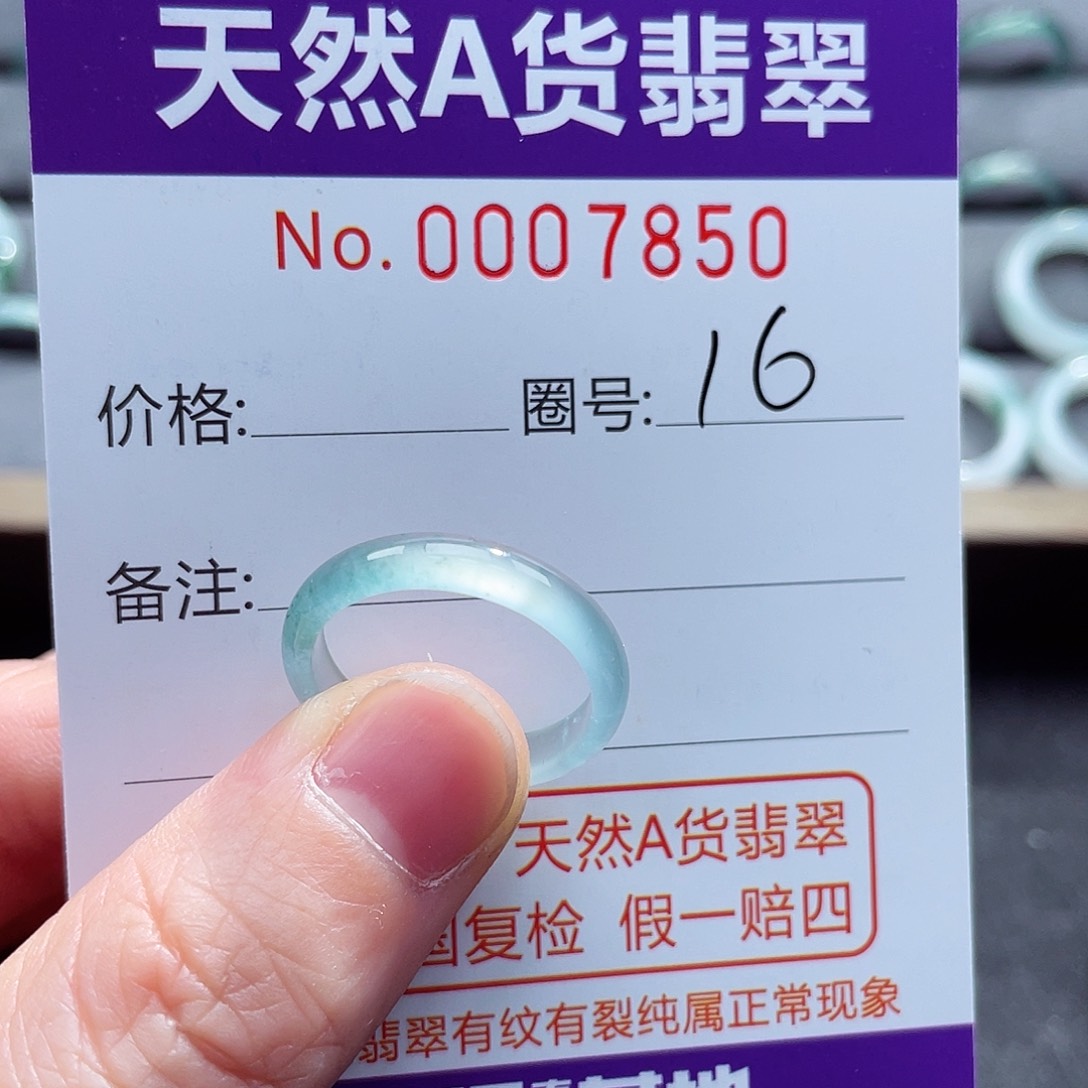 天然A货翡翠
No. 0007850
价格: 圈号: 16
备注:
天然A货翡翠
国复检 假一赔四
翡翠有纹有裂纯属正常现象